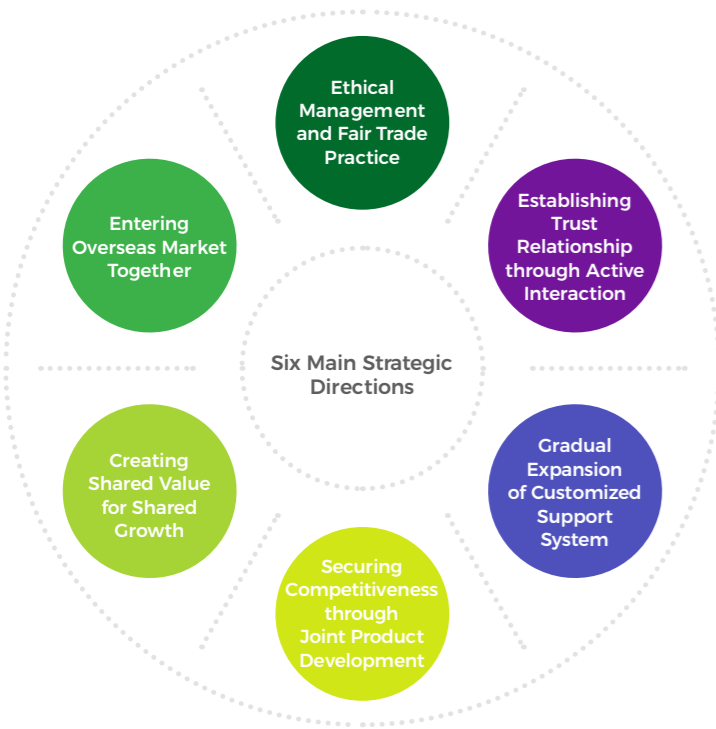 Ethical
Management
and Fair Trade
Practice
Establishing
Trust
Relationship
through Active
Interaction
Gradual
Expansion
of Customized
Support
System
Securing
Competitiveness
through
Joint Product
Development
Creating
Shared Value
for Shared
Growth
Entering
Overseas Market
Together
Six Main Strategic
Directions